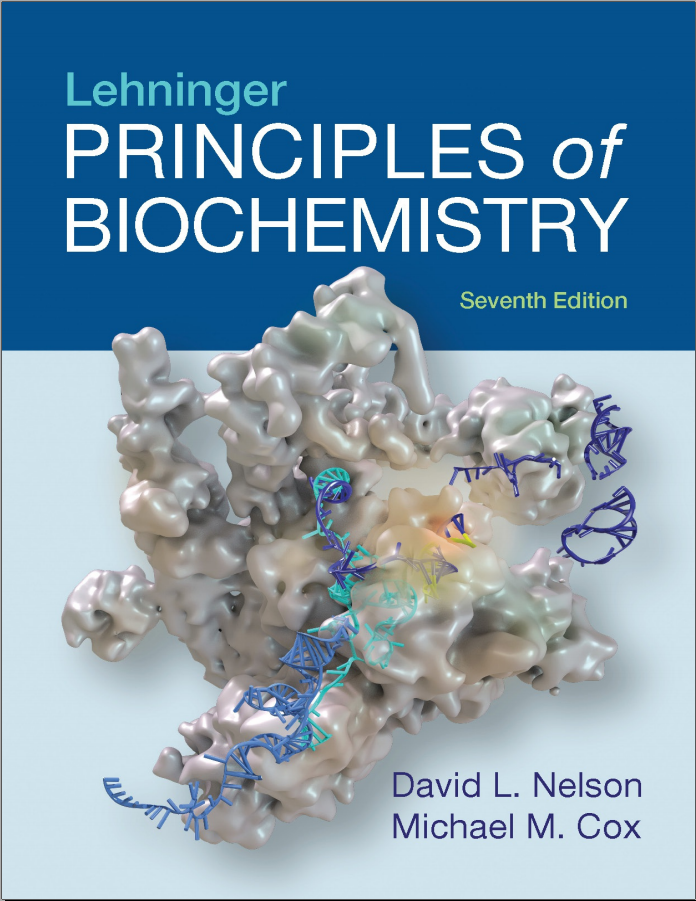 Lehninger
PRINCIPLES of
BIOCHEMISTRY
Seventh Edition
David L. Nelson
Michael M. Cox